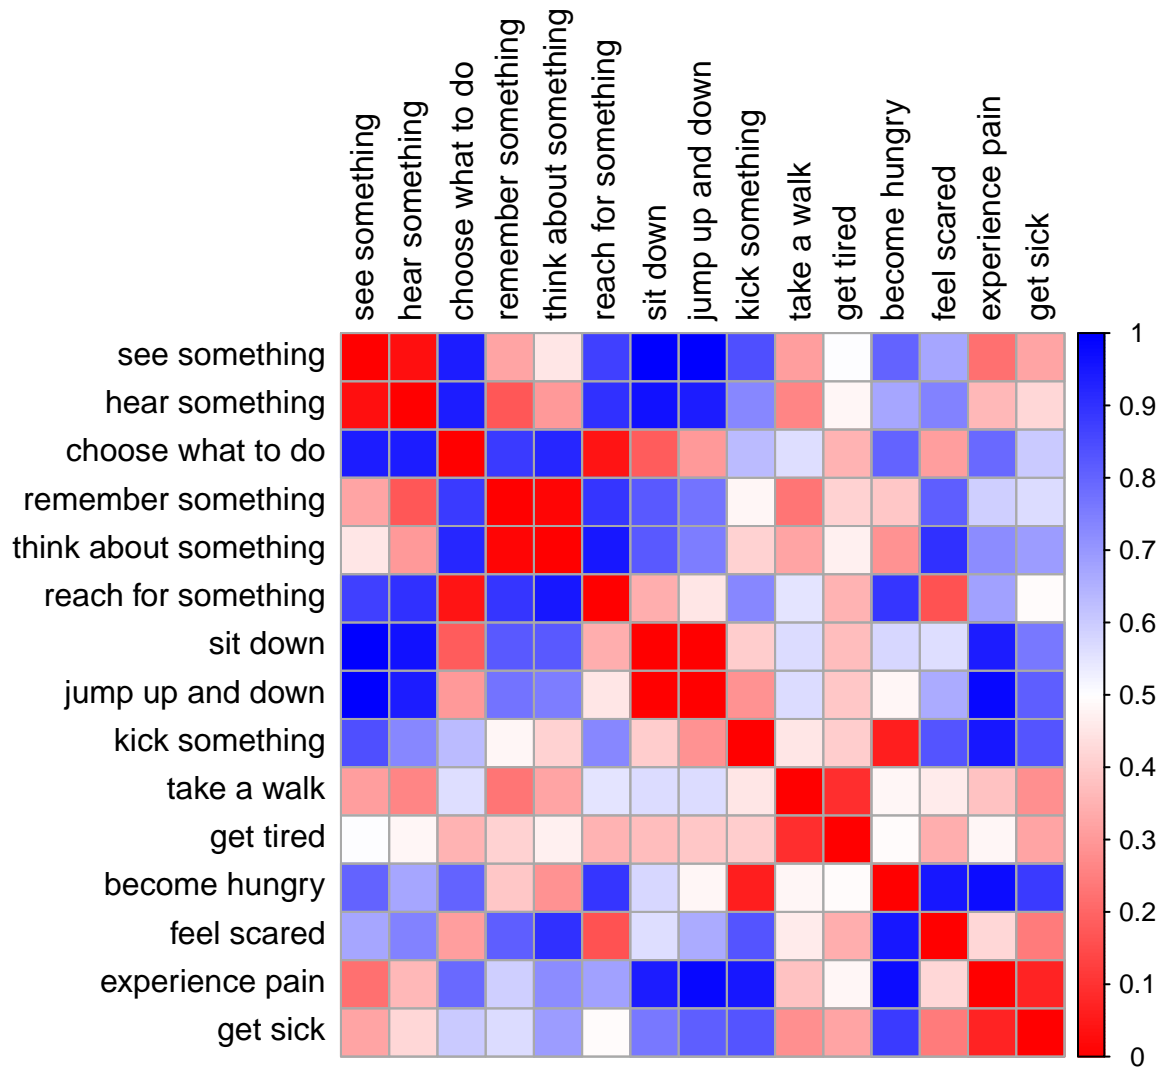 see something
hear something
choose what to do
remember something
think about something
reach for something
sit down
jump up and down
kick something
take a walk
get tired
become hungry
feel scared
experience pain
get sick
see something
hear something
choose what to do
remember something
think about something
reach for something
sit down
jump up and down
kick something
take a walk
get tired
become hungry
feel scared
experience pain
get sick
1
0.9
0.8
0.7
0.6
0.5
0.4
0.3
0.2
0.1
0